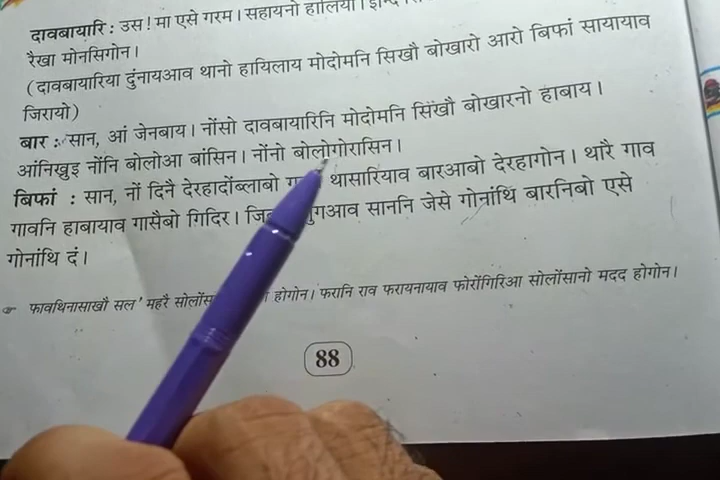 दावबायारि : उस ! मा एसे गरम । सहायनो हालिया ।
रैखा मोनसिगोन ।
(दावबायारिया दुंनायआव थानो हायिलाय मोदोमनि सिखौ बोखारो आरो बिफां सायायाव
जिरायो)
बार : सान, आं जेनबाय । नोंसो दावबायारिनि मोदोमनि सिखौ बोखारनो हाबाय ।
आंनिखुइ नोंनि बोलोआ बांसिन । नोंनो बोलोगोरासिन ।
बिफां : सान, नों दिनै देरहादोंब्लाबो थासारियाव बारआबो देरहागोन । थारै गाव
गावनि हाबायाव गासैबो गिदिर । साननि जेसे गोनांथि बारनिबो एसे
गोनांथि दं ।
फावथिनासाखौ सल' महरै होगोन । फरानि राव फरायनायाव फोरोंगिरिआ सोलोंसानो मदद होगोन ।
88